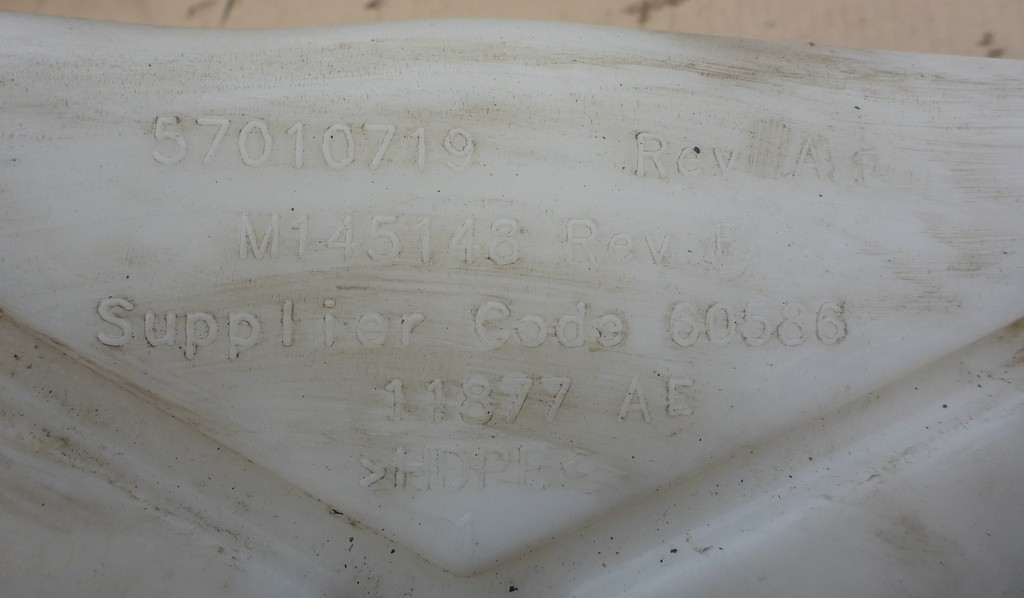 57010719 Rev
M145148 Rev
Supplier Code 60586
11877 AE
>HDPE<